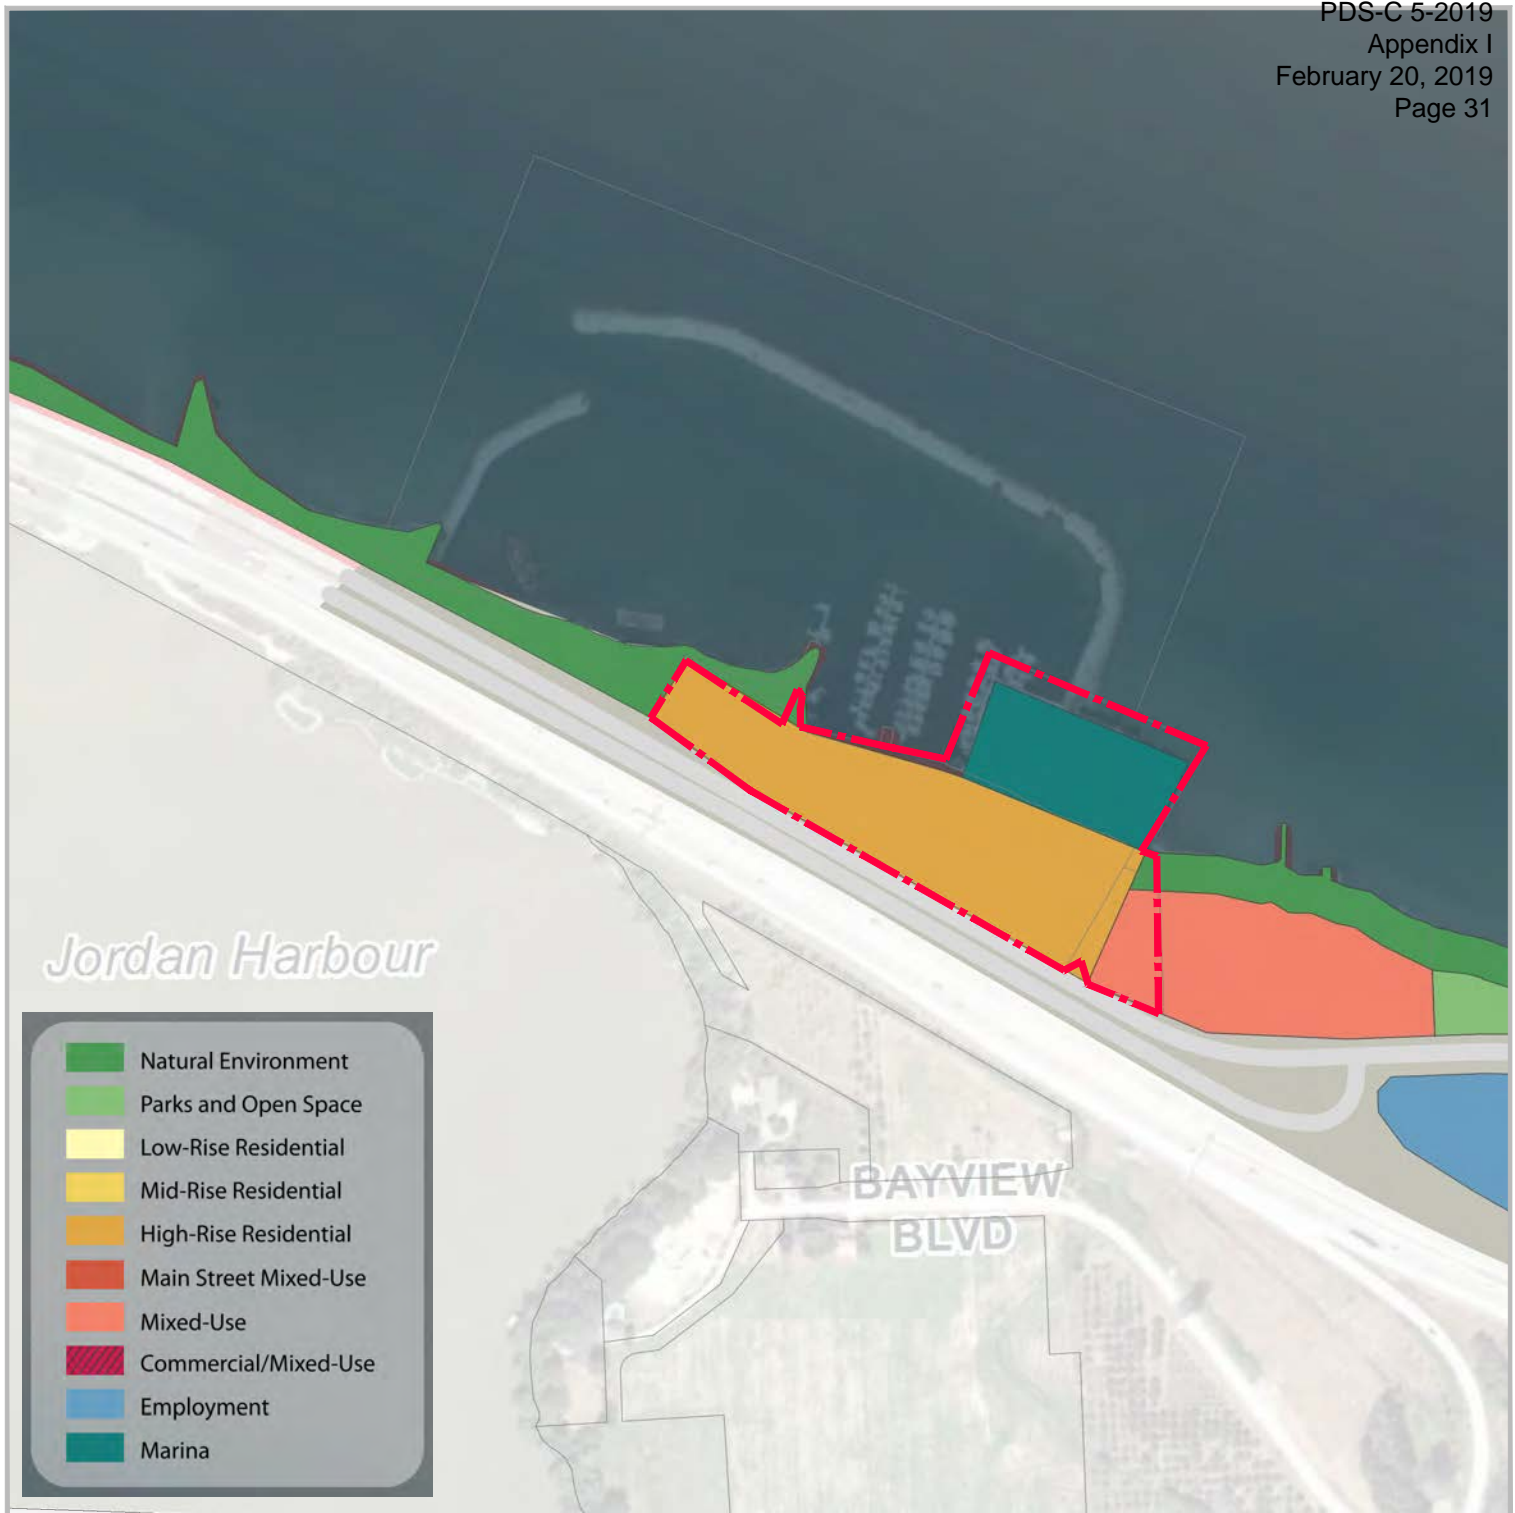 PDS-C 5-2019
Appendix I
February 20, 2019
Page 31
Jordan Harbour
BAYVIEW
BLVD
Natural Environment
Parks and Open Space
Low-Rise Residential
Mid-Rise Residential
High-Rise Residential
Main Street Mixed-Use
Mixed-Use
Commercial/Mixed-Use
Employment
Marina